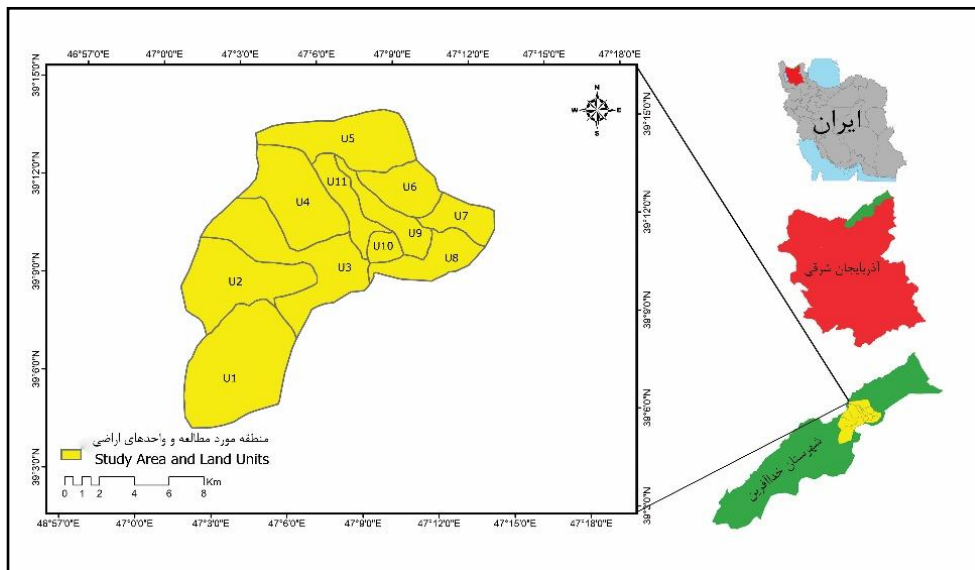 46°57'0"E 47°0'0"E 47°3'0"E 47°6'0"E 47°9'0"E 47°12'0"E 47°15'0"E 47°18'0"E
39°15'0"N
39°12'0"N
39°9'0"N
39°6'0"N
39°3'0"N
N
W E
S
U5
U11
U6
U4
U7
U9
U10
U3
U8
U2
U1
منطقه مورد مطالعه و واحدهای اراضی
Study Area and Land Units
0 1 2 4 6 8 Km
39°15'0"N
39°12'0"N
39°9'0"N
39°6'0"N
39°3'0"N
46°57'0"E 47°0'0"E 47°3'0"E 47°6'0"E 47°9'0"E 47°12'0"E 47°15'0"E 47°18'0"E
ایران
آذربایجان شرقی
شهرستان خداآفرین